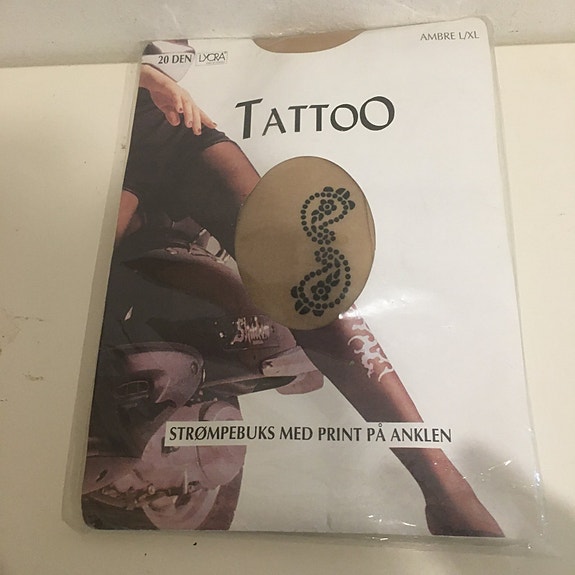 20 DEN LYCRA
AMBRE L/XL
TATTOO
STRØMPEBUKS MED PRINT PÅ ANKLEN